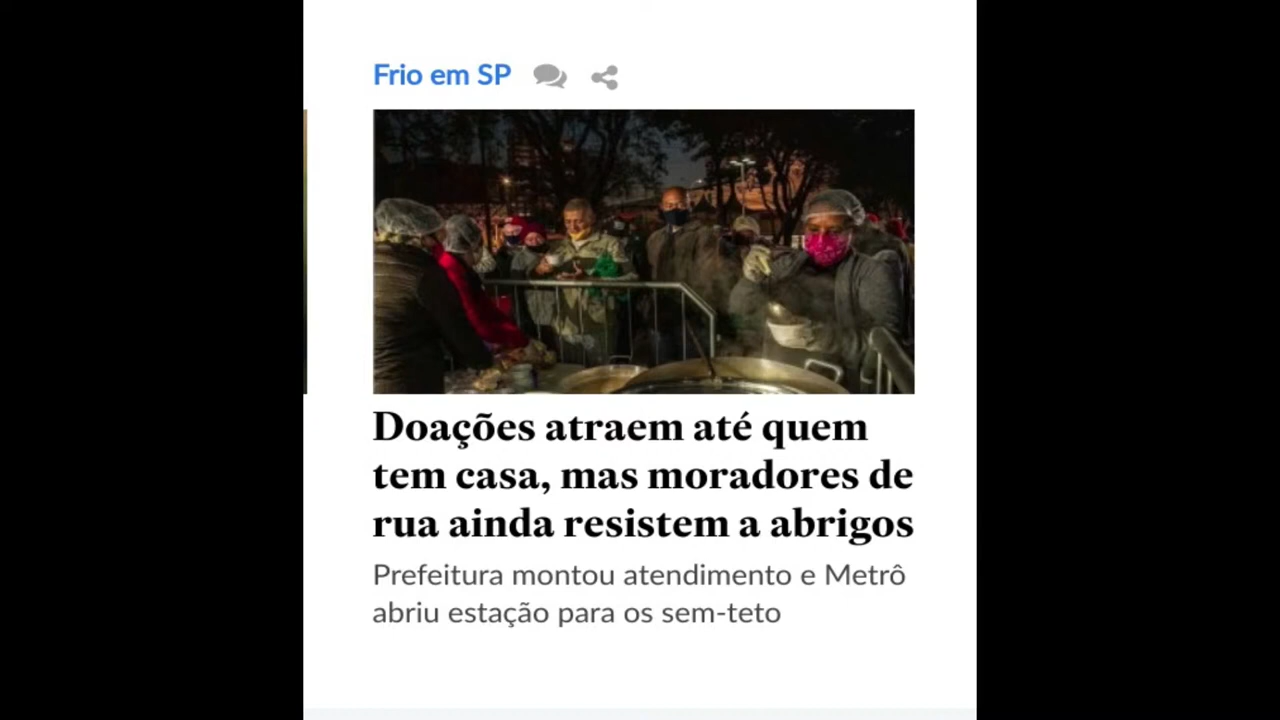 Frio em SP
Doações atraem até quem
tem casa, mas moradores de
rua ainda resistem a abrigos
Prefeitura montou atendimento e Metrô
abriu estação para os sem-teto